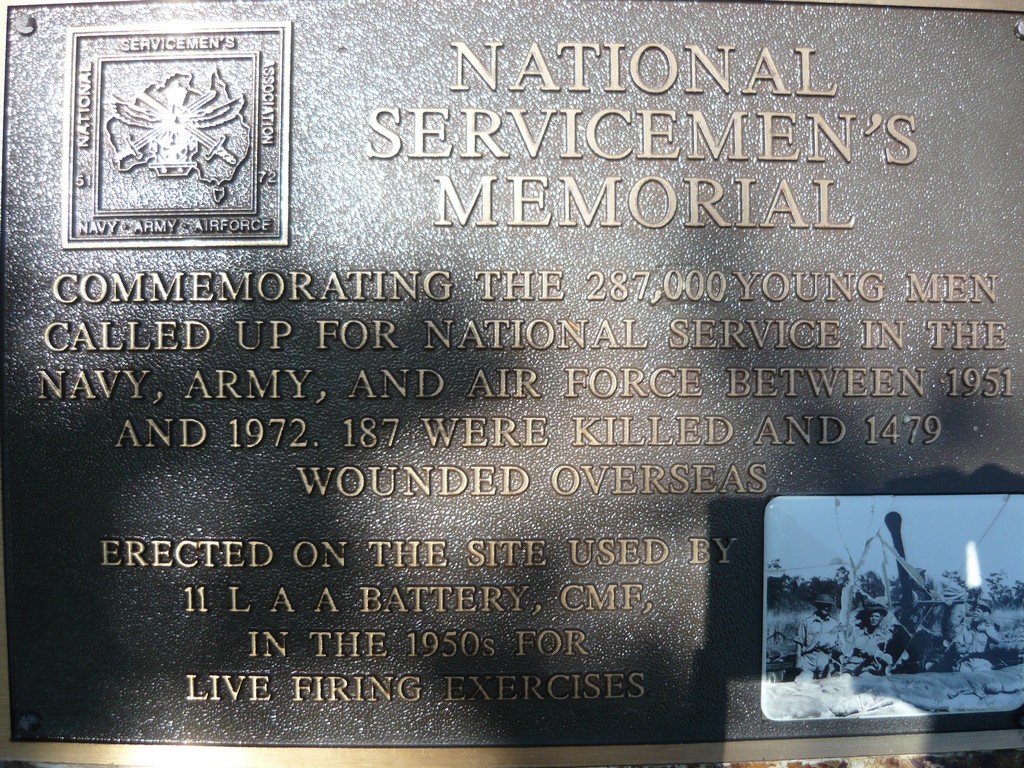 SERVICEMEN'S
NATIONAL
ASSOCIATION
51
72
NAVY ARMY AIRFORCE
NATIONAL
SERVICEMEN'S
MEMORIAL
COMMEMORATING THE 287,000 YOUNG MEN
CALLED UP FOR NATIONAL SERVICE IN THE
NAVY, ARMY, AND AIR FORCE BETWEEN 1951
AND 1972. 187 WERE KILLED AND 1479
WOUNDED OVERSEAS
ERECTED ON THE SITE USED BY
11 L A A BATTERY, CMF,
IN THE 1950s FOR
LIVE FIRING EXERCISES